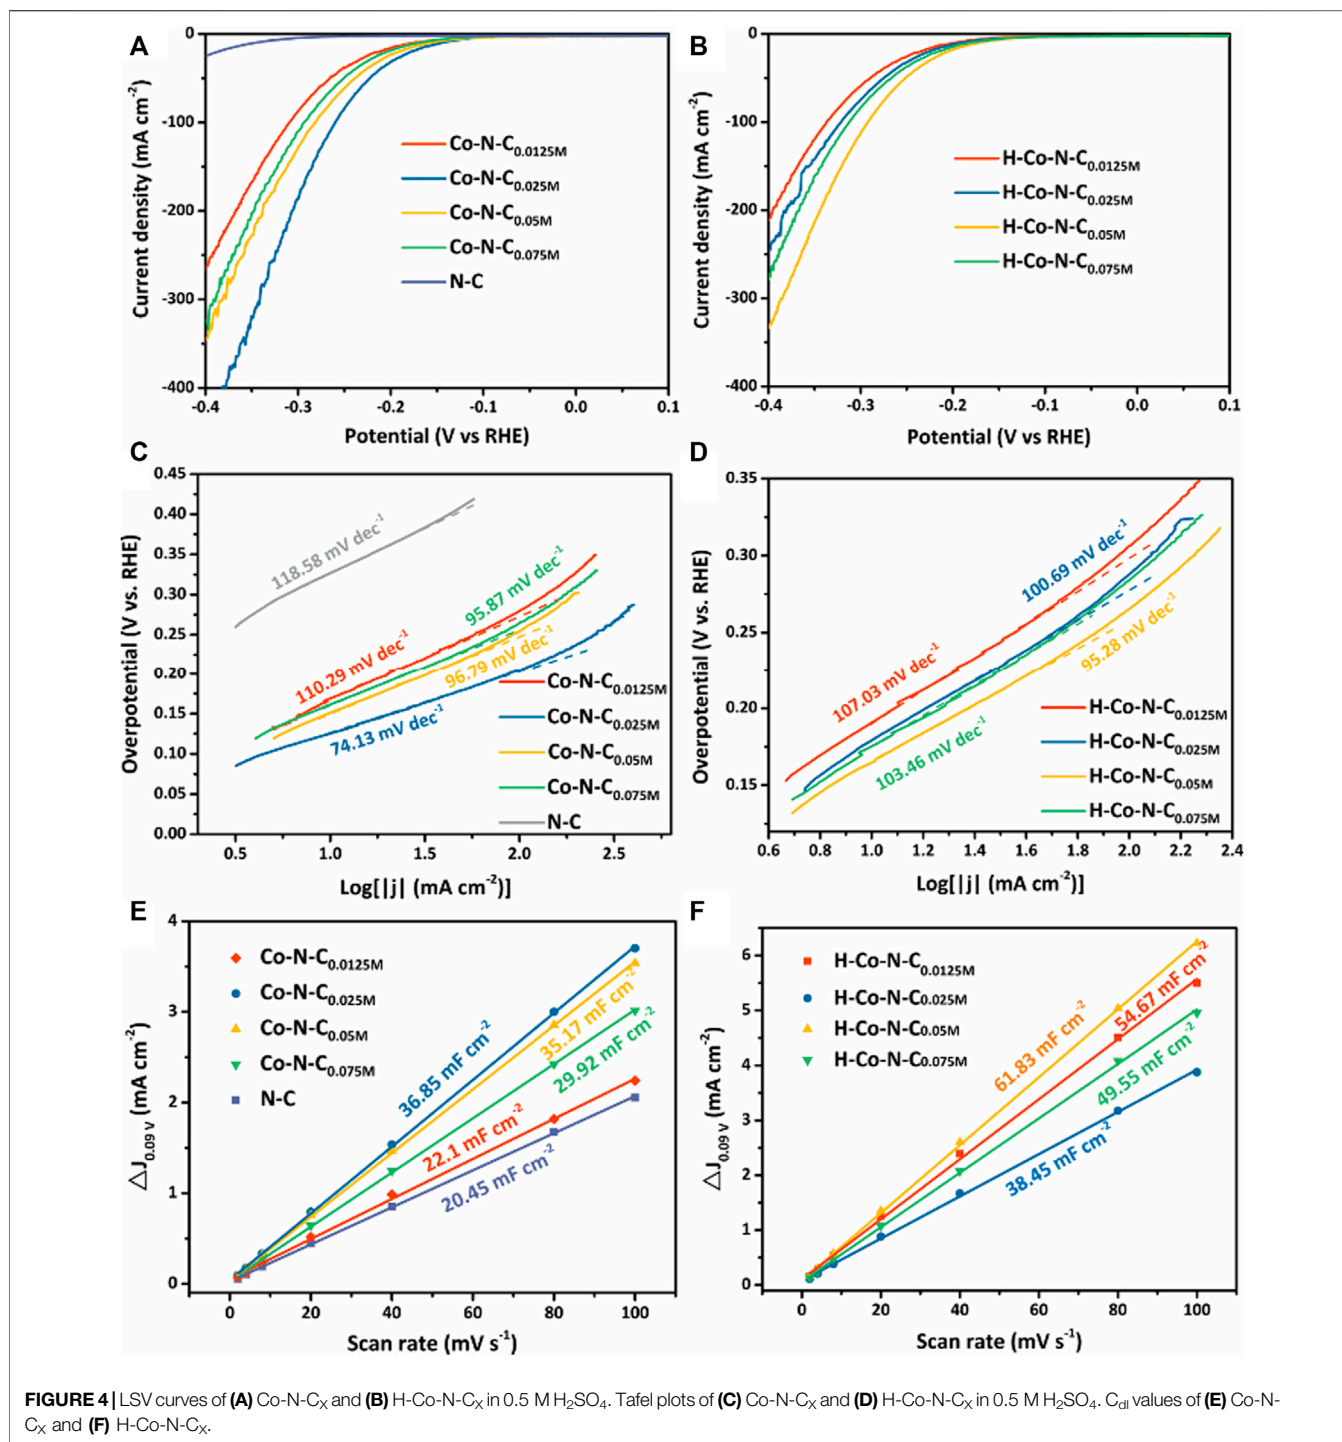 A
0
-100
-200
-300
-400
Current density (mA cm-2)
-0.4 -0.3 -0.2 -0.1 0.0 0.1
Potential (V vs RHE)
Co-N-C0.0125M
Co-N-C0.025M
Co-N-C0.05M
Co-N-C0.075M
N-C
B
0
-100
-200
-300
-400
Current density (mA cm-2)
-0.4 -0.3 -0.2 -0.1 0.0 0.1
Potential (V vs RHE)
H-Co-N-C0.0125M
H-Co-N-C0.025M
H-Co-N-C0.05M
H-Co-N-C0.075M
C
0.45
0.40
0.35
0.30
0.25
0.20
0.15
0.10
0.05
0.00
Overpotential (V vs. RHE)
0.5 1.0 1.5 2.0 2.5
Log[|j| (mA cm-2)]
118.58 mV dec-1
95.87 mV dec-1
110.29 mV dec-1
96.79 mV dec-1
74.13 mV dec-1
Co-N-C0.0125M
Co-N-C0.025M
Co-N-C0.05M
Co-N-C0.075M
N-C
D
0.35
0.30
0.25
0.20
0.15
Overpotential (V vs. RHE)
0.6 0.8 1.0 1.2 1.4 1.6 1.8 2.0 2.2 2.4
Log[|j| (mA cm-2)]
100.69 mV dec-1
107.03 mV dec-1
95.28 mV dec-1
103.46 mV dec-1
H-Co-N-C0.0125M
H-Co-N-C0.025M
H-Co-N-C0.05M
H-Co-N-C0.075M
E
4
3
2
1
0
△J0.09 V (mA cm-2)
0 20 40 60 80 100
Scan rate (mV s-1)
Co-N-C0.0125M
Co-N-C0.025M
Co-N-C0.05M
Co-N-C0.075M
N-C
36.85 mF cm-2
35.17 mF cm-2
29.92 mF cm-2
22.1 mF cm-2
20.45 mF cm-2
F
6
5
4
3
2
1
0
△J0.09 V (mA cm-2)
0 20 40 60 80 100
Scan rate (mV s-1)
H-Co-N-C0.0125M
H-Co-N-C0.025M
H-Co-N-C0.05M
H-Co-N-C0.075M
61.83 mF cm-2
54.67 mF cm-2
49.55 mF cm-2
38.45 mF cm-2
FIGURE 4 | LSV curves of (A) Co-N-CX and (B) H-Co-N-CX in 0.5 M H2SO4. Tafel plots of (C) Co-N-CX and (D) H-Co-N-CX in 0.5 M H2SO4. Cdl values of (E) Co-N-
CX and (F) H-Co-N-CX.